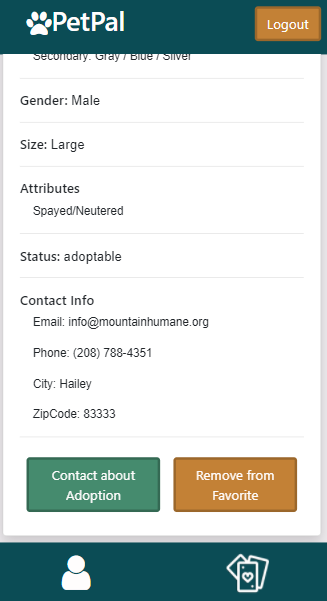 PetPal
Logout
Secondary: Gray / Blue / Silver
Gender: Male
Size: Large
Attributes
Spayed/Neutered
Status: adoptable
Contact Info
Email: info@mountainhumane.org
Phone: (208) 788-4351
City: Hailey
ZipCode: 83333
Contact about
Adoption
Remove from
Favorite